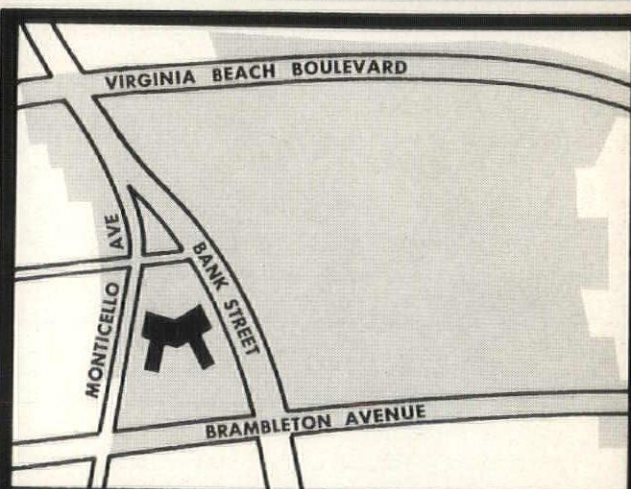 VIRGINIA BEACH BOULEVARD
MONTICELLO AVE
BANK STREET
BRAMBLETON AVENUE